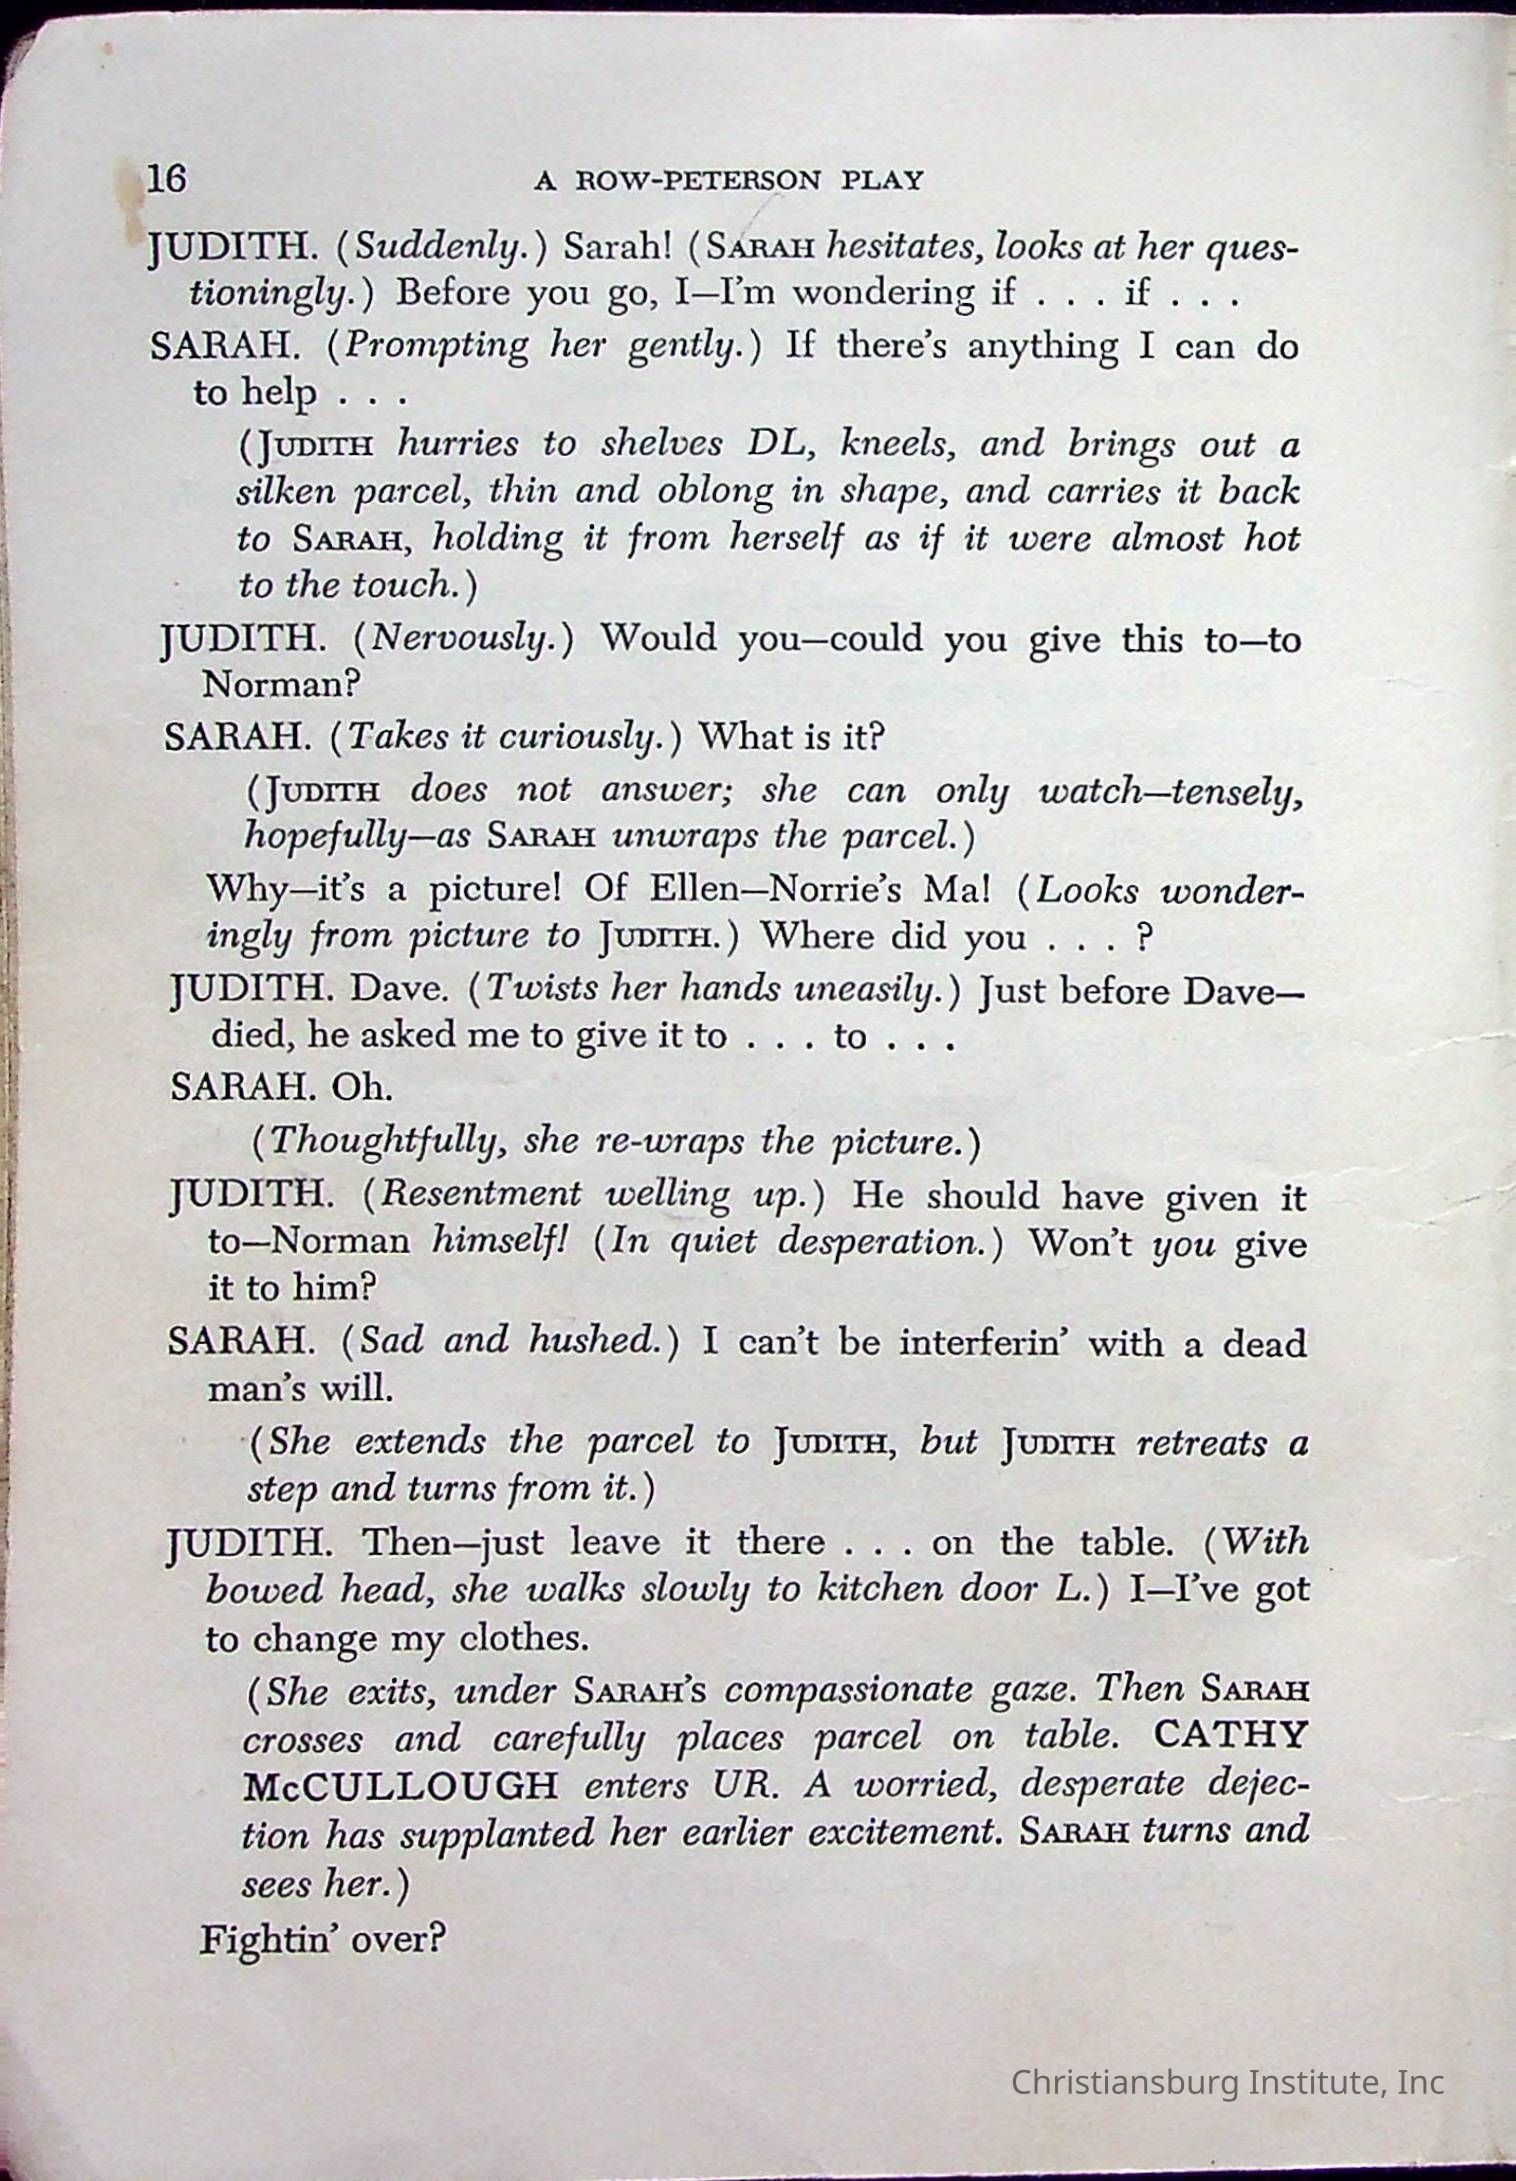 16 A ROW-PETERSON PLAY
JUDITH. (Suddenly.) Sarah! (SARAH hesitates, looks at her ques-
tioningly.) Before you go, I—I'm wondering if . . . if . . .
SARAH. (Prompting her gently.) If there's anything I can do
to help . . .
(JUDITH hurries to shelves DL, kneels, and brings out a
silken parcel, thin and oblong in shape, and carries it back
to SARAH, holding it from herself as if it were almost hot
to the touch.)
JUDITH. (Nervously.) Would you—could you give this to—to
Norman?
SARAH. (Takes it curiously.) What is it?
(JUDITH does not answer; she can only watch—tensely,
hopefully—as SARAH unwraps the parcel.)
Why—it's a picture! Of Ellen—Norrie's Ma! (Looks wonder-
ingly from picture to JUDITH.) Where did you . . . ?
JUDITH. Dave. (Twists her hands uneasily.) Just before Dave—
died, he asked me to give it to . . . to . . .
SARAH. Oh.
(Thoughtfully, she re-wraps the picture.)
JUDITH. (Resentment welling up.) He should have given it
to—Norman himself! (In quiet desperation.) Won't you give
it to him?
SARAH. (Sad and hushed.) I can't be interferin' with a dead
man's will.
(She extends the parcel to JUDITH, but JUDITH retreats a
step and turns from it.)
JUDITH. Then—just leave it there . . . on the table. (With
bowed head, she walks slowly to kitchen door L.) I—I've got
to change my clothes.
(She exits, under SARAH's compassionate gaze. Then SARAH
crosses and carefully places parcel on table. CATHY
McCULLOUGH enters UR. A worried, desperate dejec-
tion has supplanted her earlier excitement. SARAH turns and
sees her.)
Fightin' over?
Christiansburg Institute, Inc